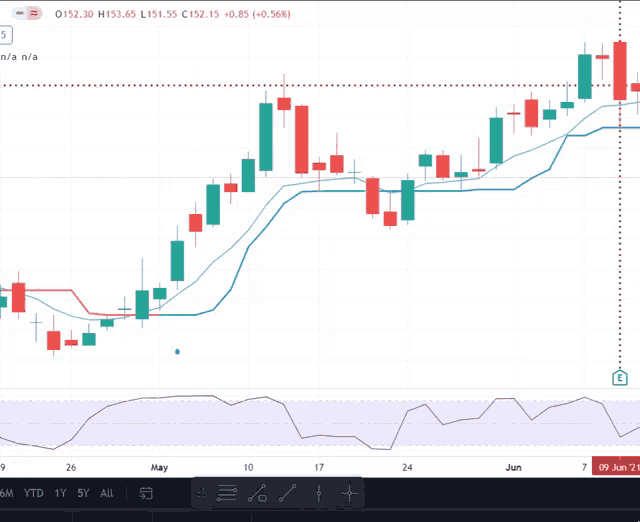 O152.30 H153.65 L151.55 C152.15 +0.85 (+0.56%)
5
n/a n/a
E
9 26 May 10 17 24 Jun 7 09 Jun '21
6M YTD 1Y 5Y All